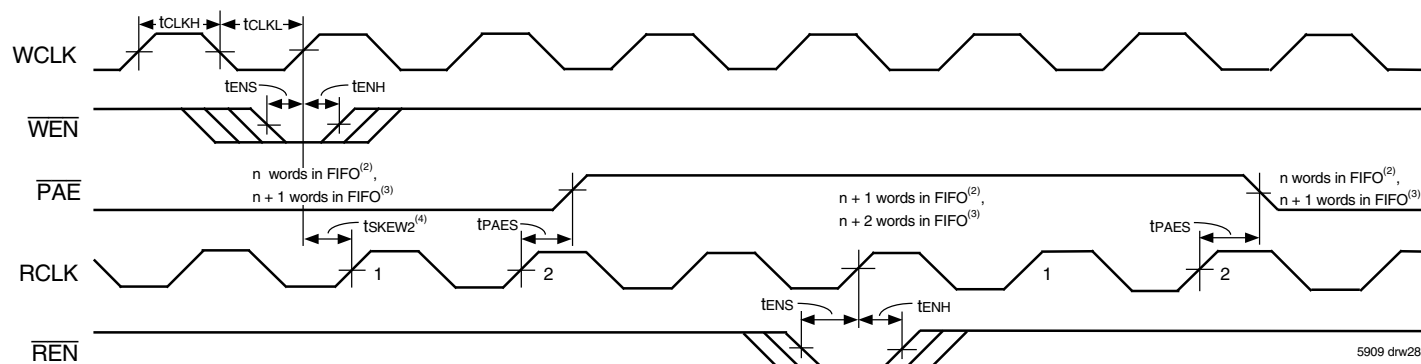 tCLKH
tCLKL
WCLK
tENS
tENH
WEN
n words in FIFO(2),
n + 1 words in FIFO(3)
PAE
n + 1 words in FIFO(2),
n + 2 words in FIFO(3)
n words in FIFO(2),
n + 1 words in FIFO(3)
tSKEW2(4)
tPAES
tPAES
RCLK
1
2
1
2
tENS
tENH
REN
5909 drw28